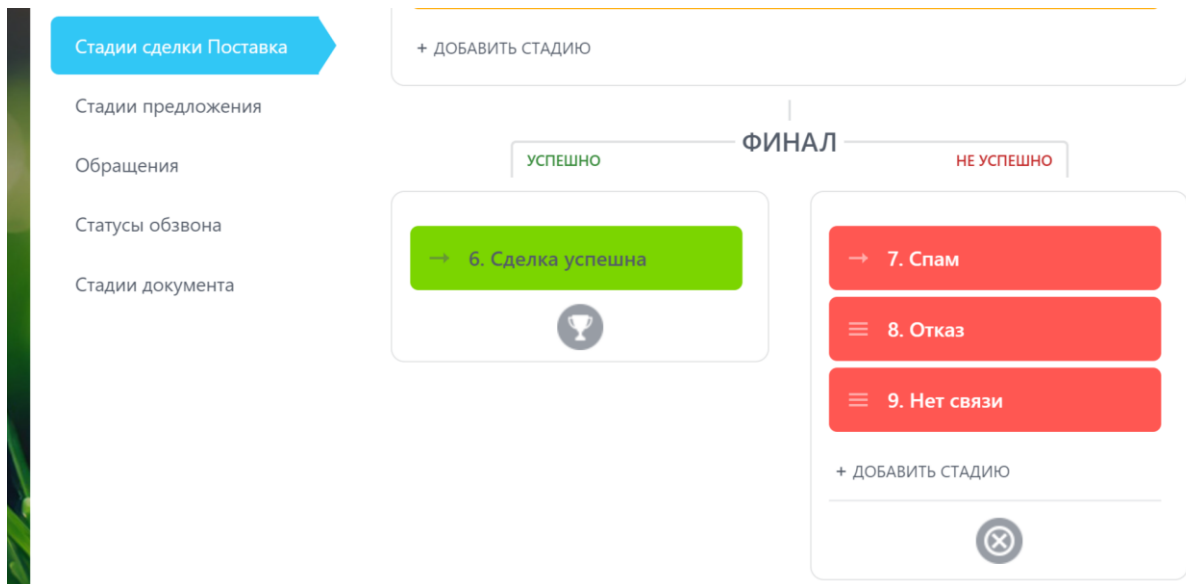 Стадии сделки Поставка
Стадии предложения
Обращения
Статусы обзвона
Стадии документа
+ ДОБАВИТЬ СТАДИЮ
ФИНАЛ
УСПЕШНО
НЕ УСПЕШНО
→ 6. Сделка успешна
→ 7. Спам
8. Отказ
9. Нет связи
+ ДОБАВИТЬ СТАДИЮ